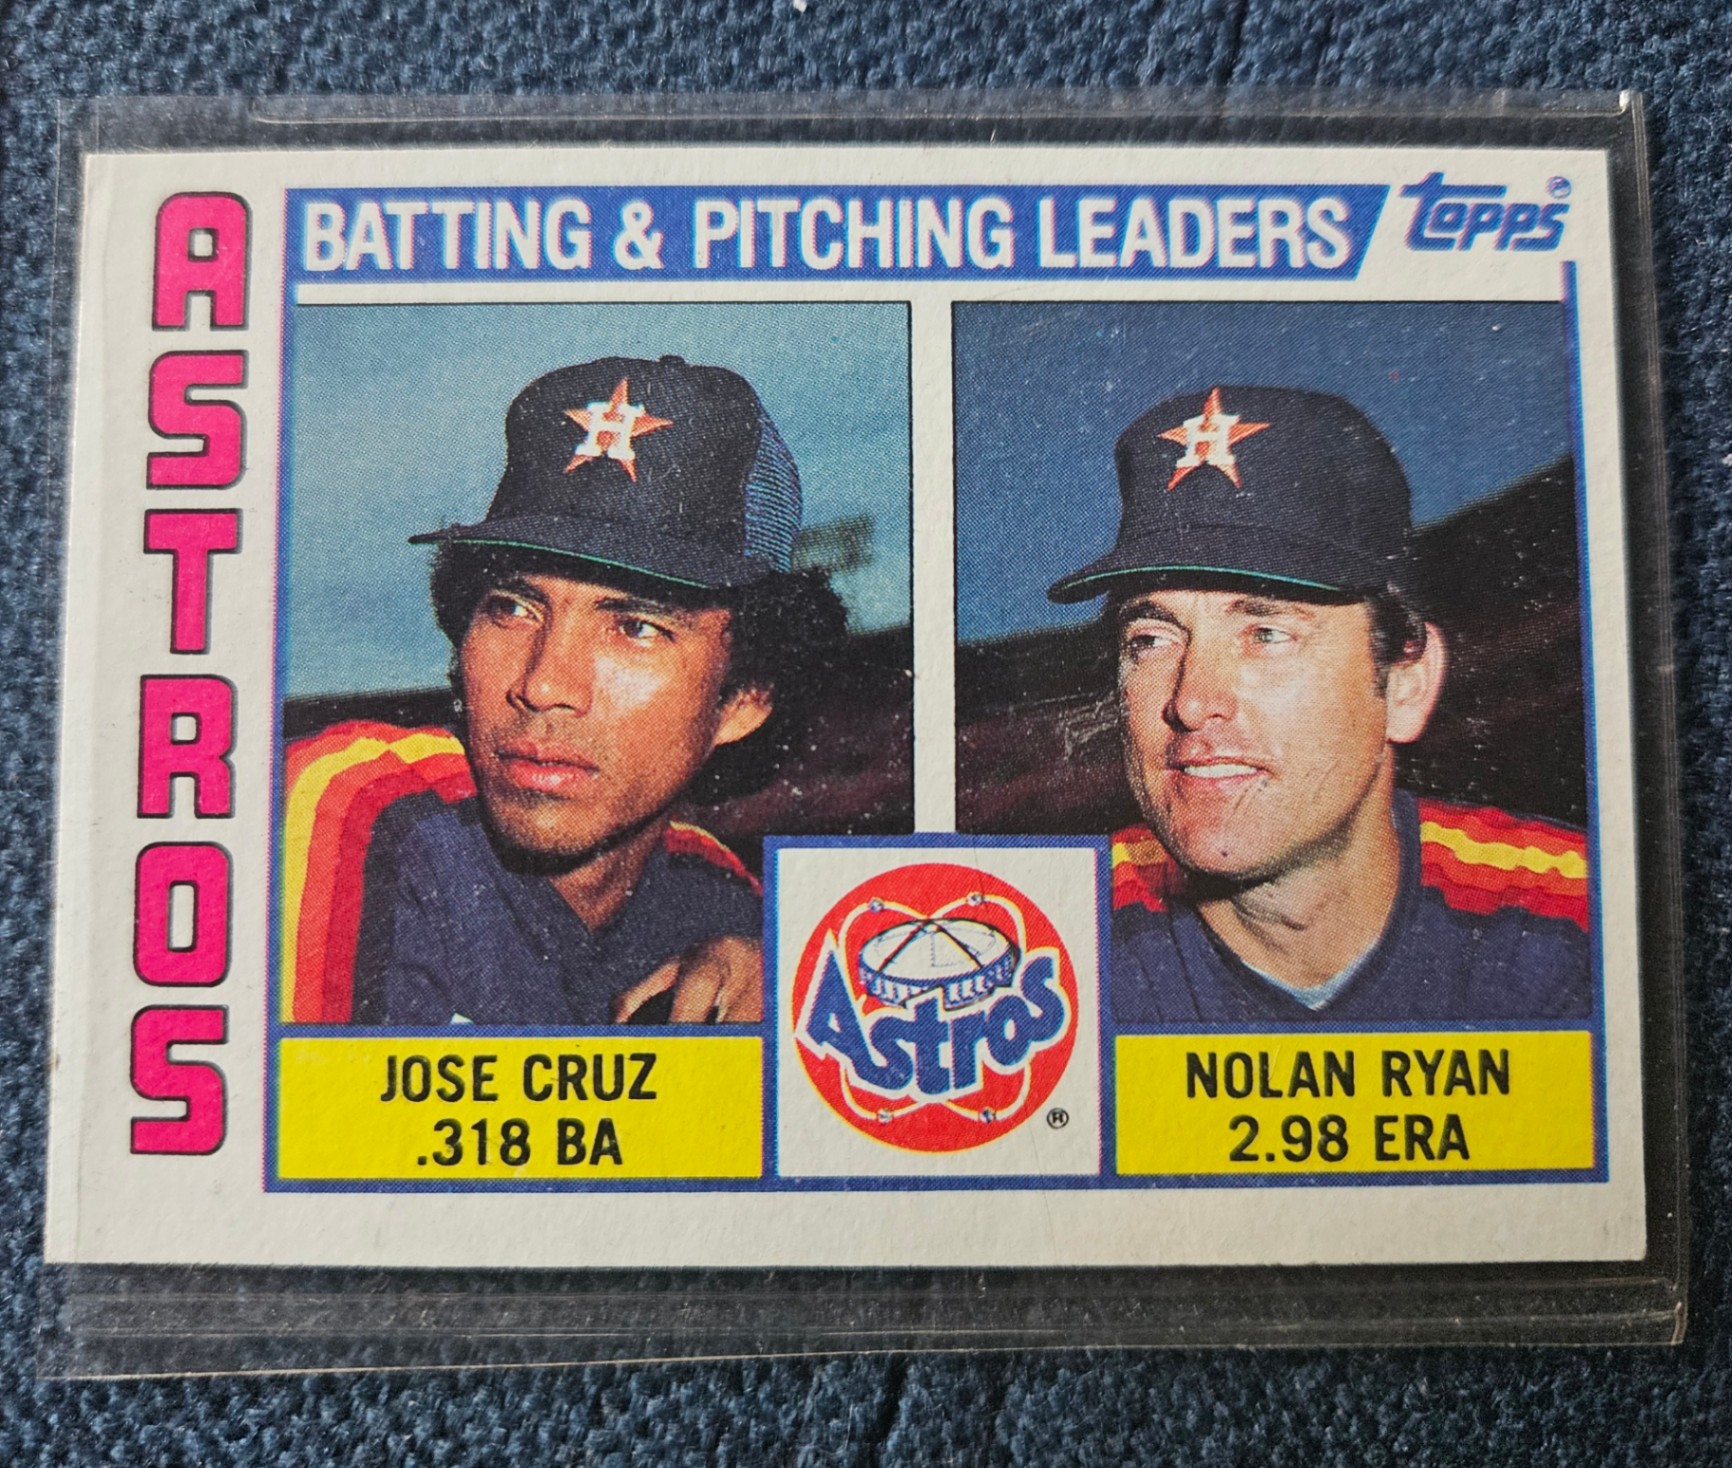 ASTROS
BATTING & PITCHING LEADERS
topps®
H
H
JOSE CRUZ
.318 BA
Astros
®
NOLAN RYAN
2.98 ERA